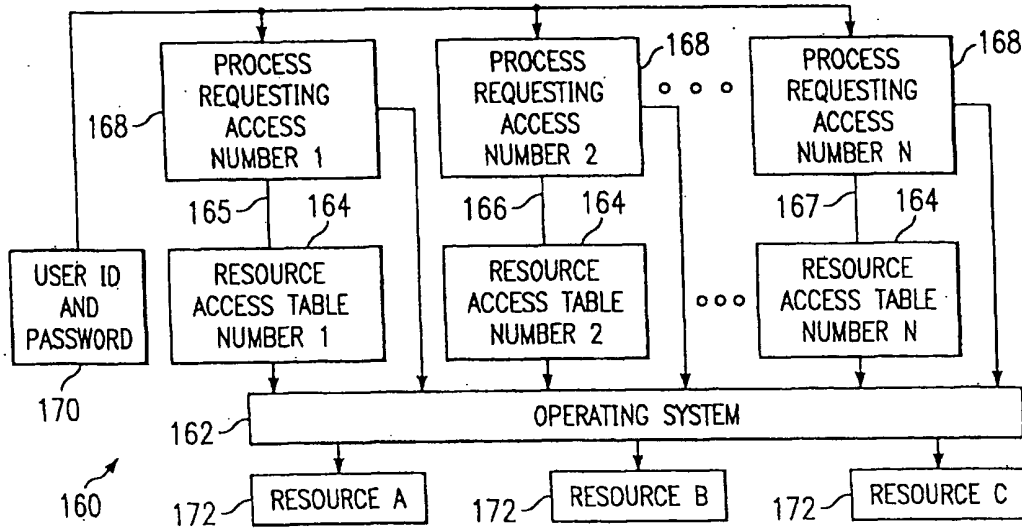 PROCESS
REQUESTING
ACCESS
NUMBER 1
168
PROCESS
REQUESTING
ACCESS
NUMBER 2
168
PROCESS
REQUESTING
ACCESS
NUMBER N
168
165
164
166
164
167
164
USER ID
AND
PASSWORD
170
RESOURCE
ACCESS TABLE
NUMBER 1
RESOURCE
ACCESS TABLE
NUMBER 2
RESOURCE
ACCESS TABLE
NUMBER N
162
OPERATING SYSTEM
160
172
RESOURCE A
172
RESOURCE B
172
RESOURCE C